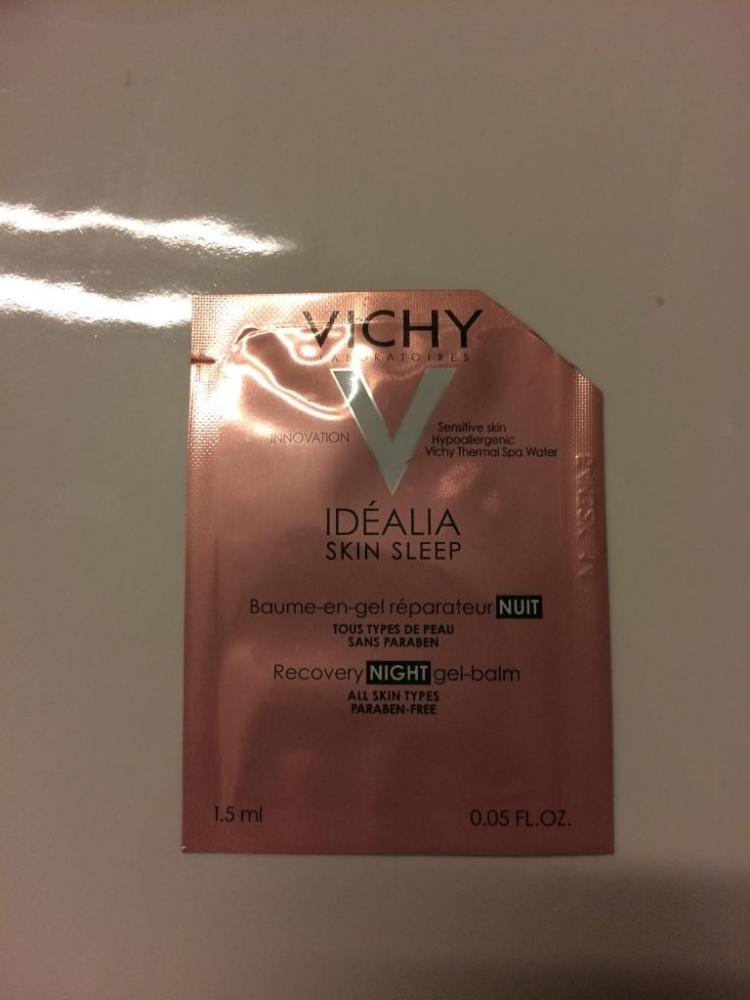 VICHY
LABORATOIRES
INNOVATION
Sensitive skin
Hypoallergenic
Vichy Thermal Spa Water
IDÉALIA
SKIN SLEEP
Baume-en-gel réparateur NUIT
TOUS TYPES DE PEAU
SANS PARABEN
Recovery NIGHT gel-balm
ALL SKIN TYPES
PARABEN-FREE
1.5 ml
0.05 FL.OZ.